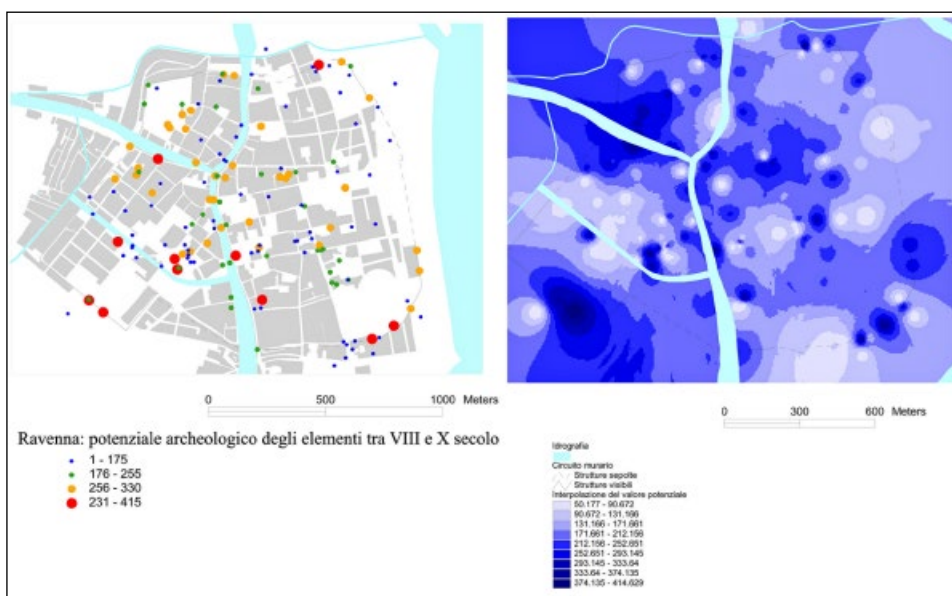 0 500 1000 Meters
Ravenna: potenziale archeologico degli elementi tra VIII e X secolo
1 - 175
176 - 255
256 - 330
231 - 415
0 300 600 Meters
Idrografia
Circuito murario
Strutture sepolte
Strutture visibili
Interpolazione del valore potenziale
50.177 - 90.672
90.672 - 131.166
131.166 - 171.661
171.661 - 212.156
212.156 - 252.651
252.651 - 293.145
293.145 - 333.64
333.64 - 374.135
374.135 - 414.629